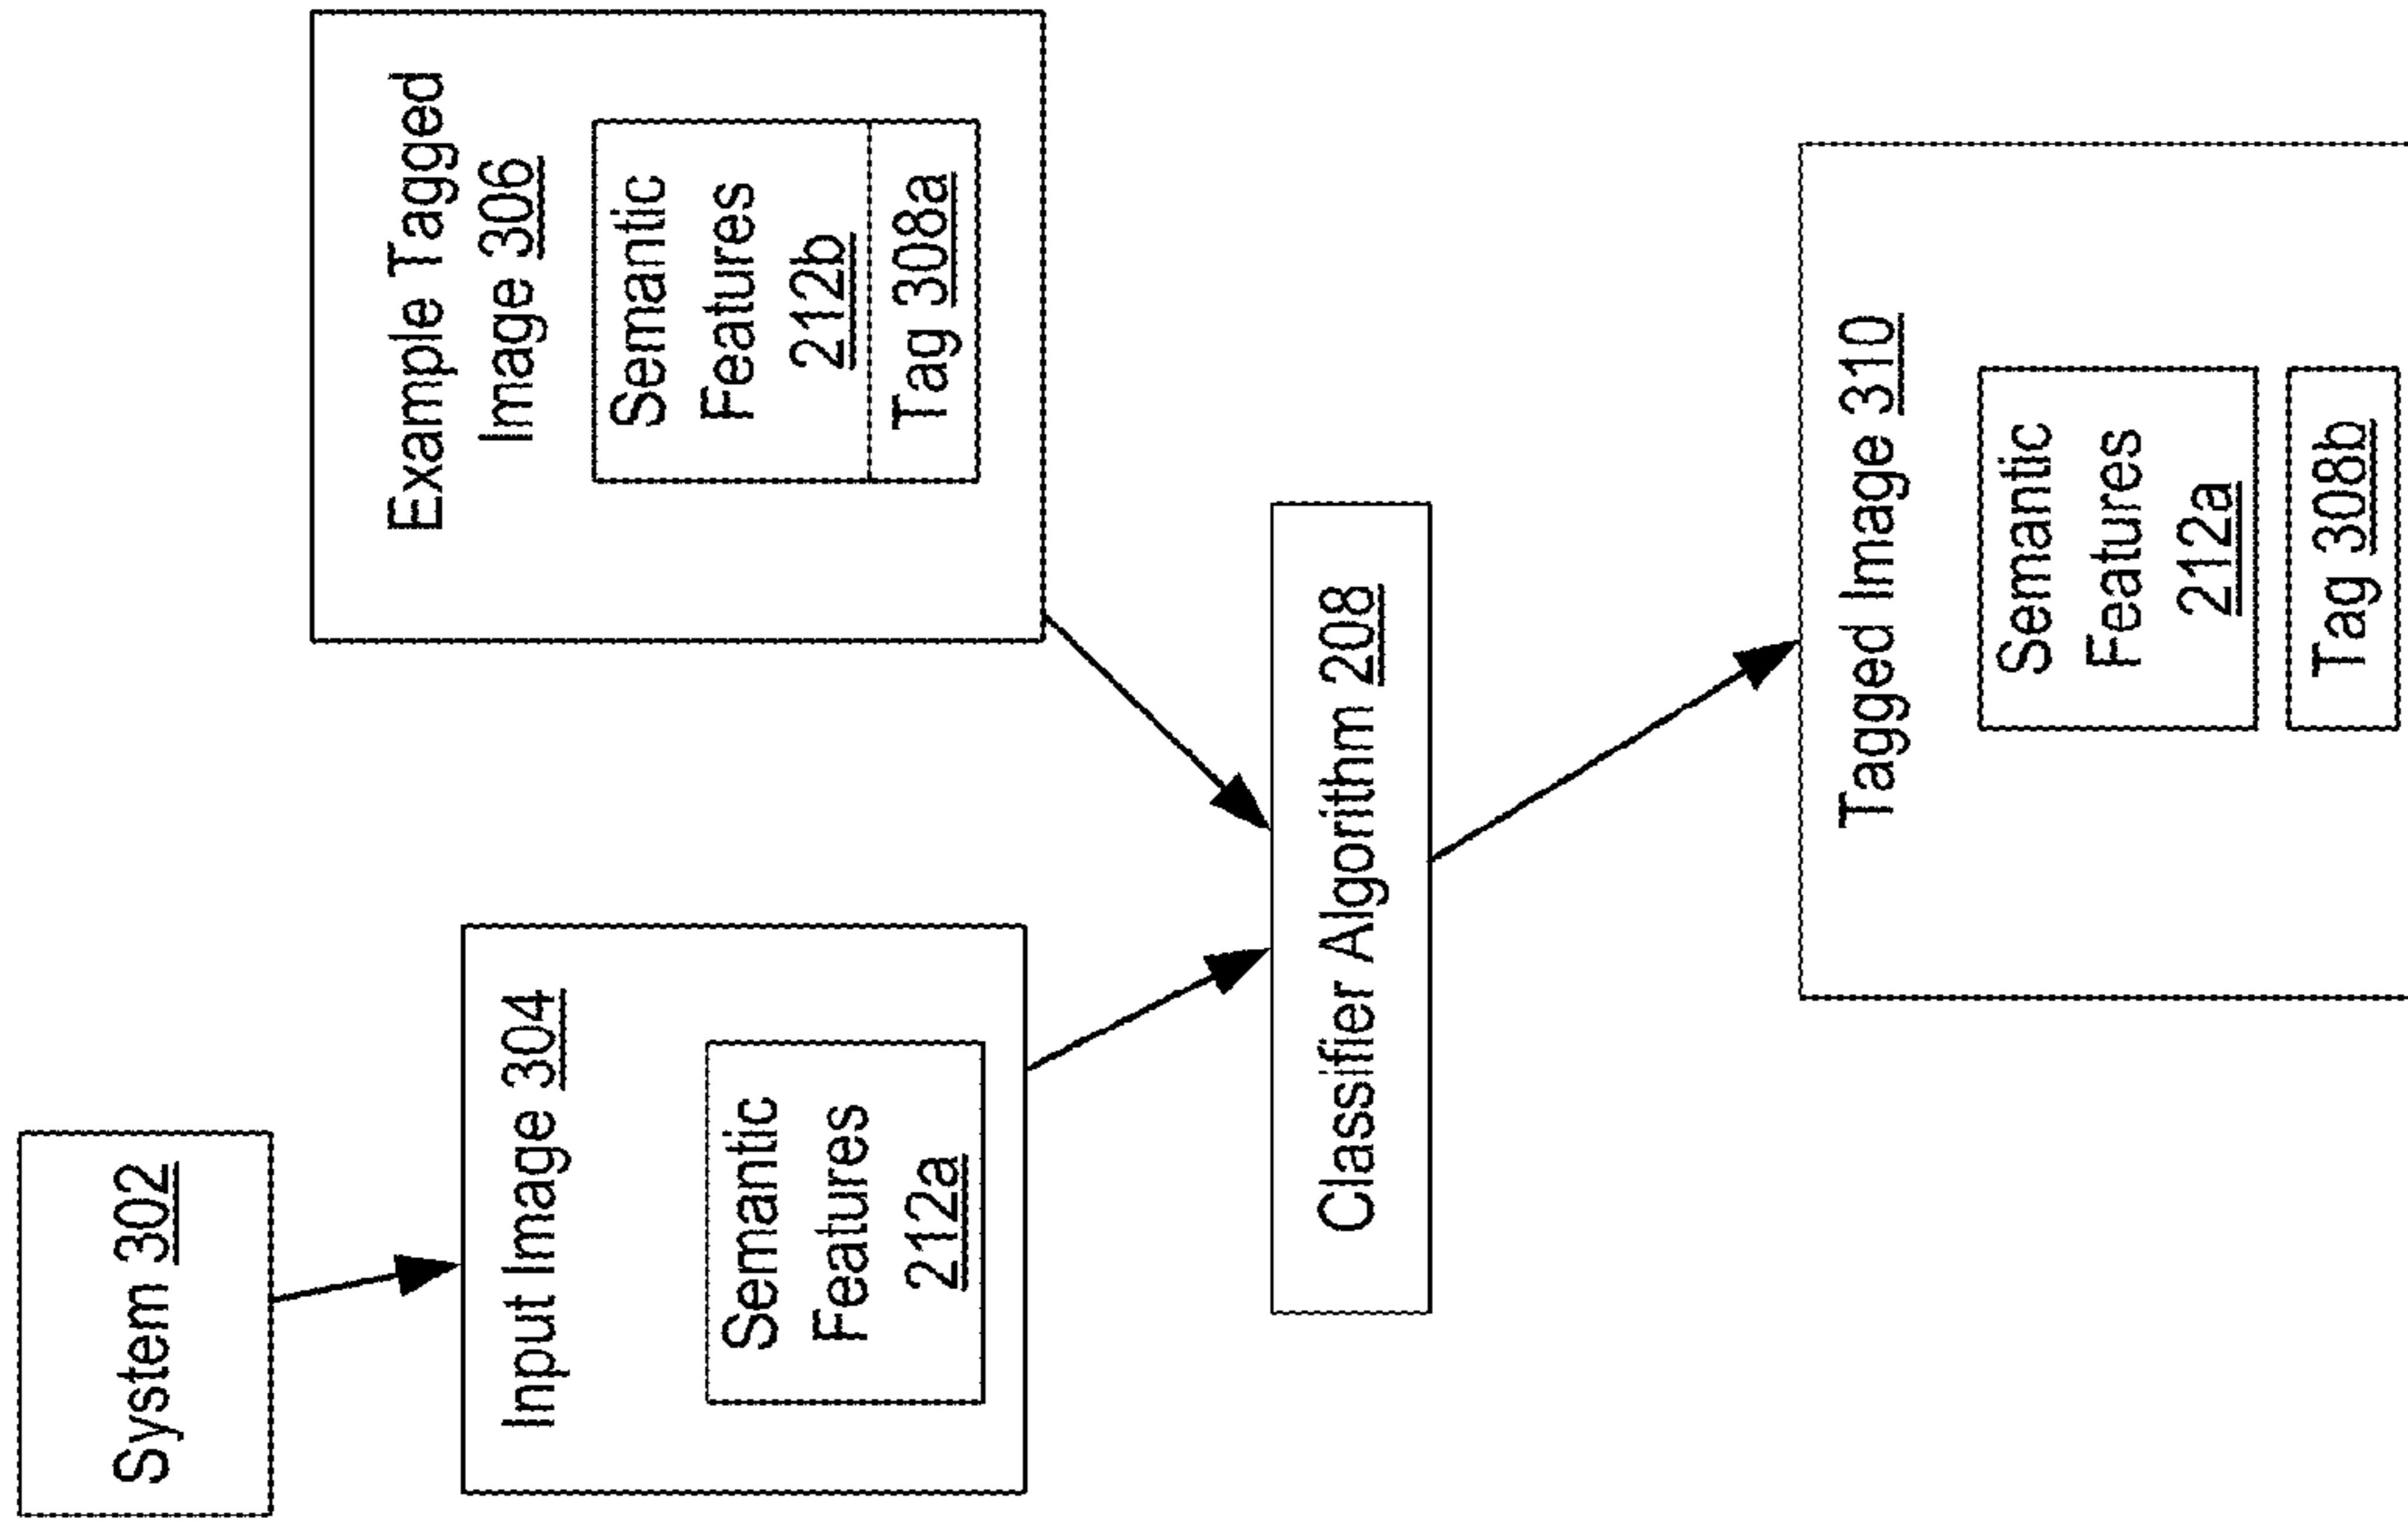 System 302
Input Image 304
Semantic
Features
212a
Example Tagged
Image 306
Semantic
Features
212b
Tag 308a
Classifier Algorithm 208
Tagged Image 310
Semantic
Features
212a
Tag 308b